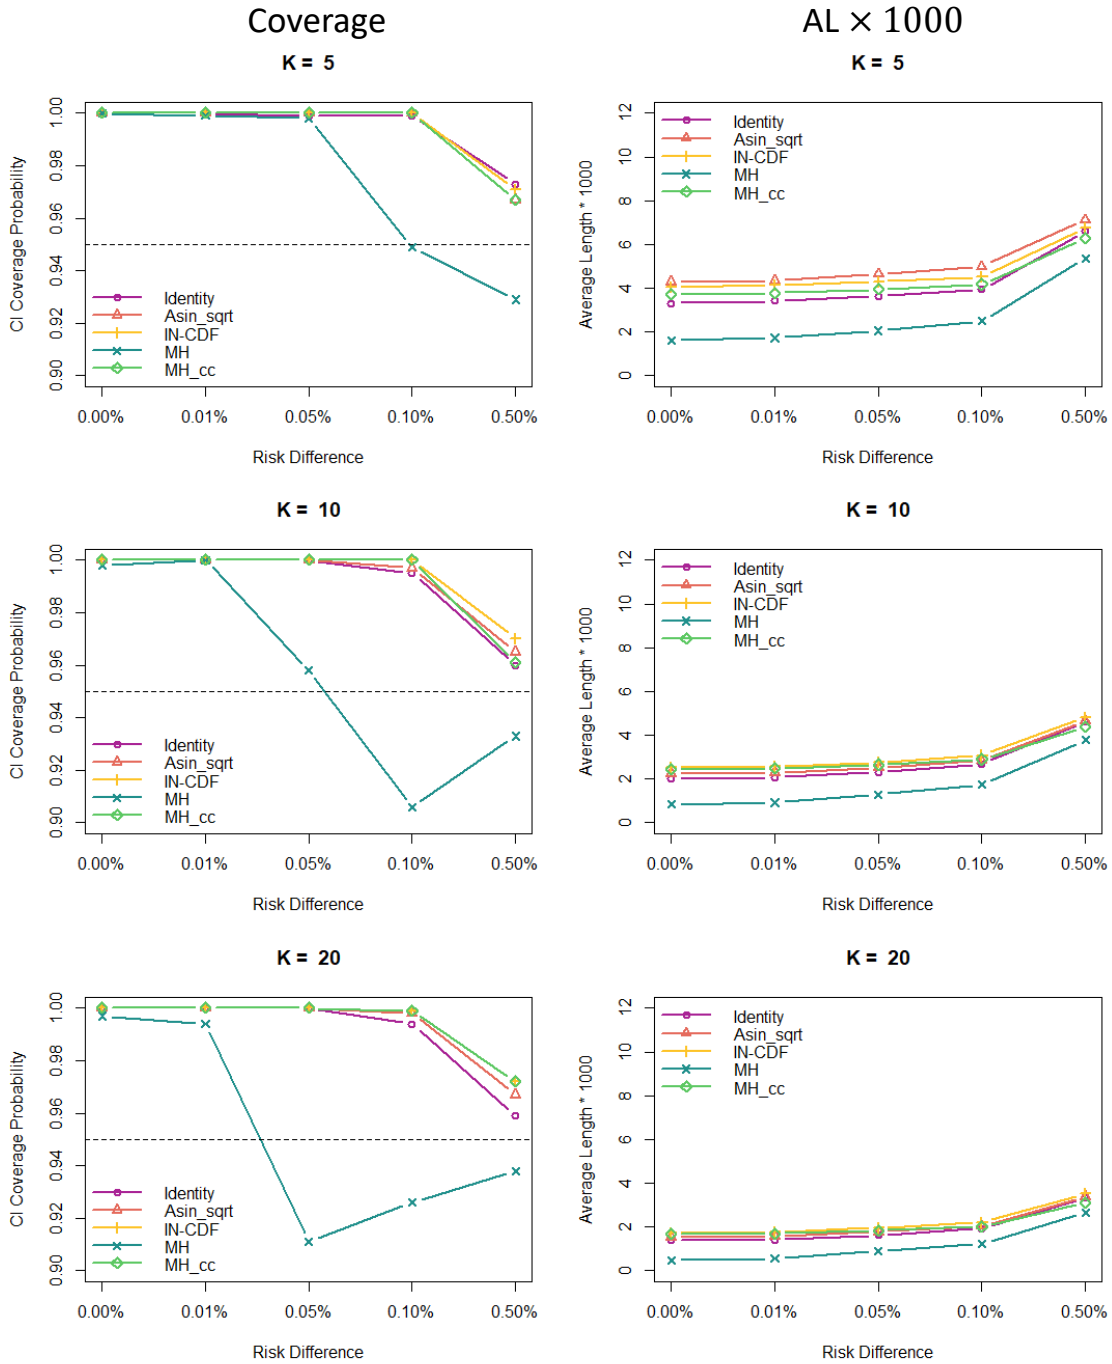 Coverage
AL × 1000
K = 5
CI Coverage Probability
1.00
0.98
0.96
0.94
0.92
0.90
Identity
Asin_sqrt
IN-CDF
MH
MH_cc
0.00%
0.01%
0.05%
0.10%
0.50%
Risk Difference
K = 5
Average Length * 1000
12
10
8
6
4
2
0
Identity
Asin_sqrt
IN-CDF
MH
MH_cc
0.00%
0.01%
0.05%
0.10%
0.50%
Risk Difference
K = 10
CI Coverage Probability
1.00
0.98
0.96
0.94
0.92
0.90
Identity
Asin_sqrt
IN-CDF
MH
MH_cc
0.00%
0.01%
0.05%
0.10%
0.50%
Risk Difference
K = 10
Average Length * 1000
12
10
8
6
4
2
0
Identity
Asin_sqrt
IN-CDF
MH
MH_cc
0.00%
0.01%
0.05%
0.10%
0.50%
Risk Difference
K = 20
CI Coverage Probability
1.00
0.98
0.96
0.94
0.92
0.90
Identity
Asin_sqrt
IN-CDF
MH
MH_cc
0.00%
0.01%
0.05%
0.10%
0.50%
Risk Difference
K = 20
Average Length * 1000
12
10
8
6
4
2
0
Identity
Asin_sqrt
IN-CDF
MH
MH_cc
0.00%
0.01%
0.05%
0.10%
0.50%
Risk Difference